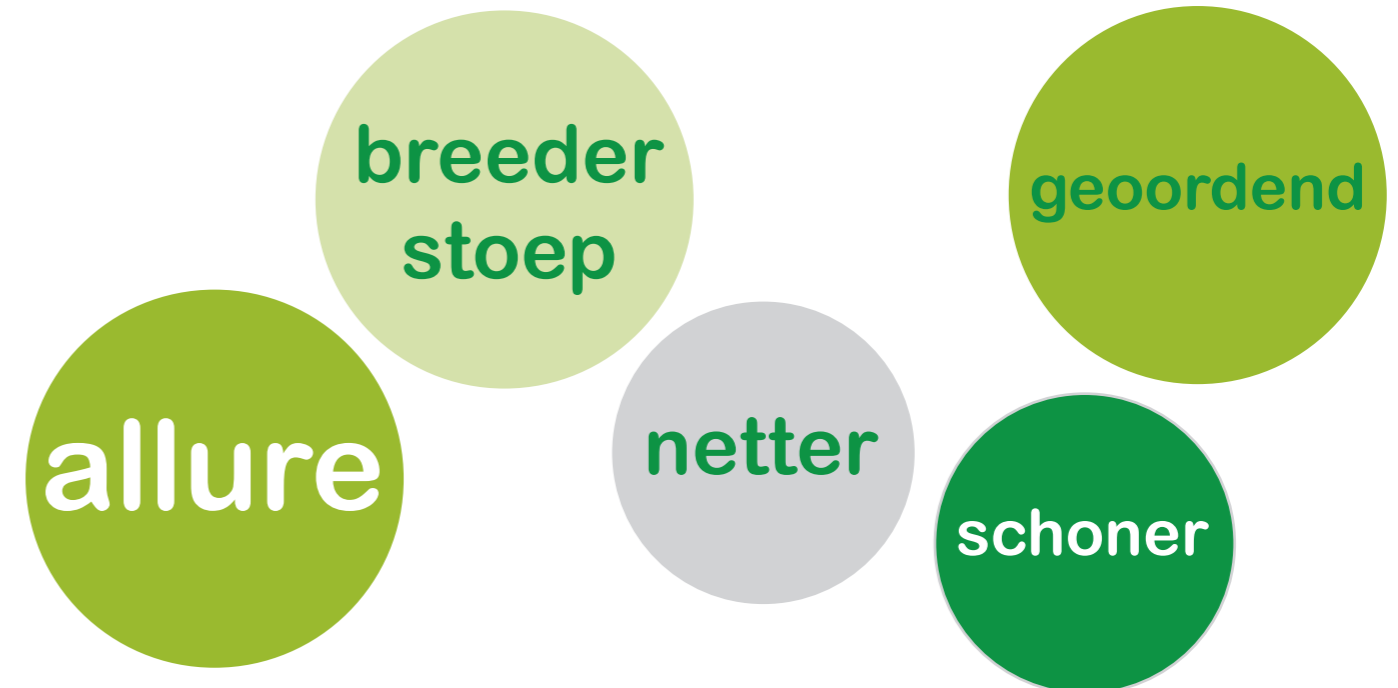 breeder
stoep
geoordend
allure
netter
schoner